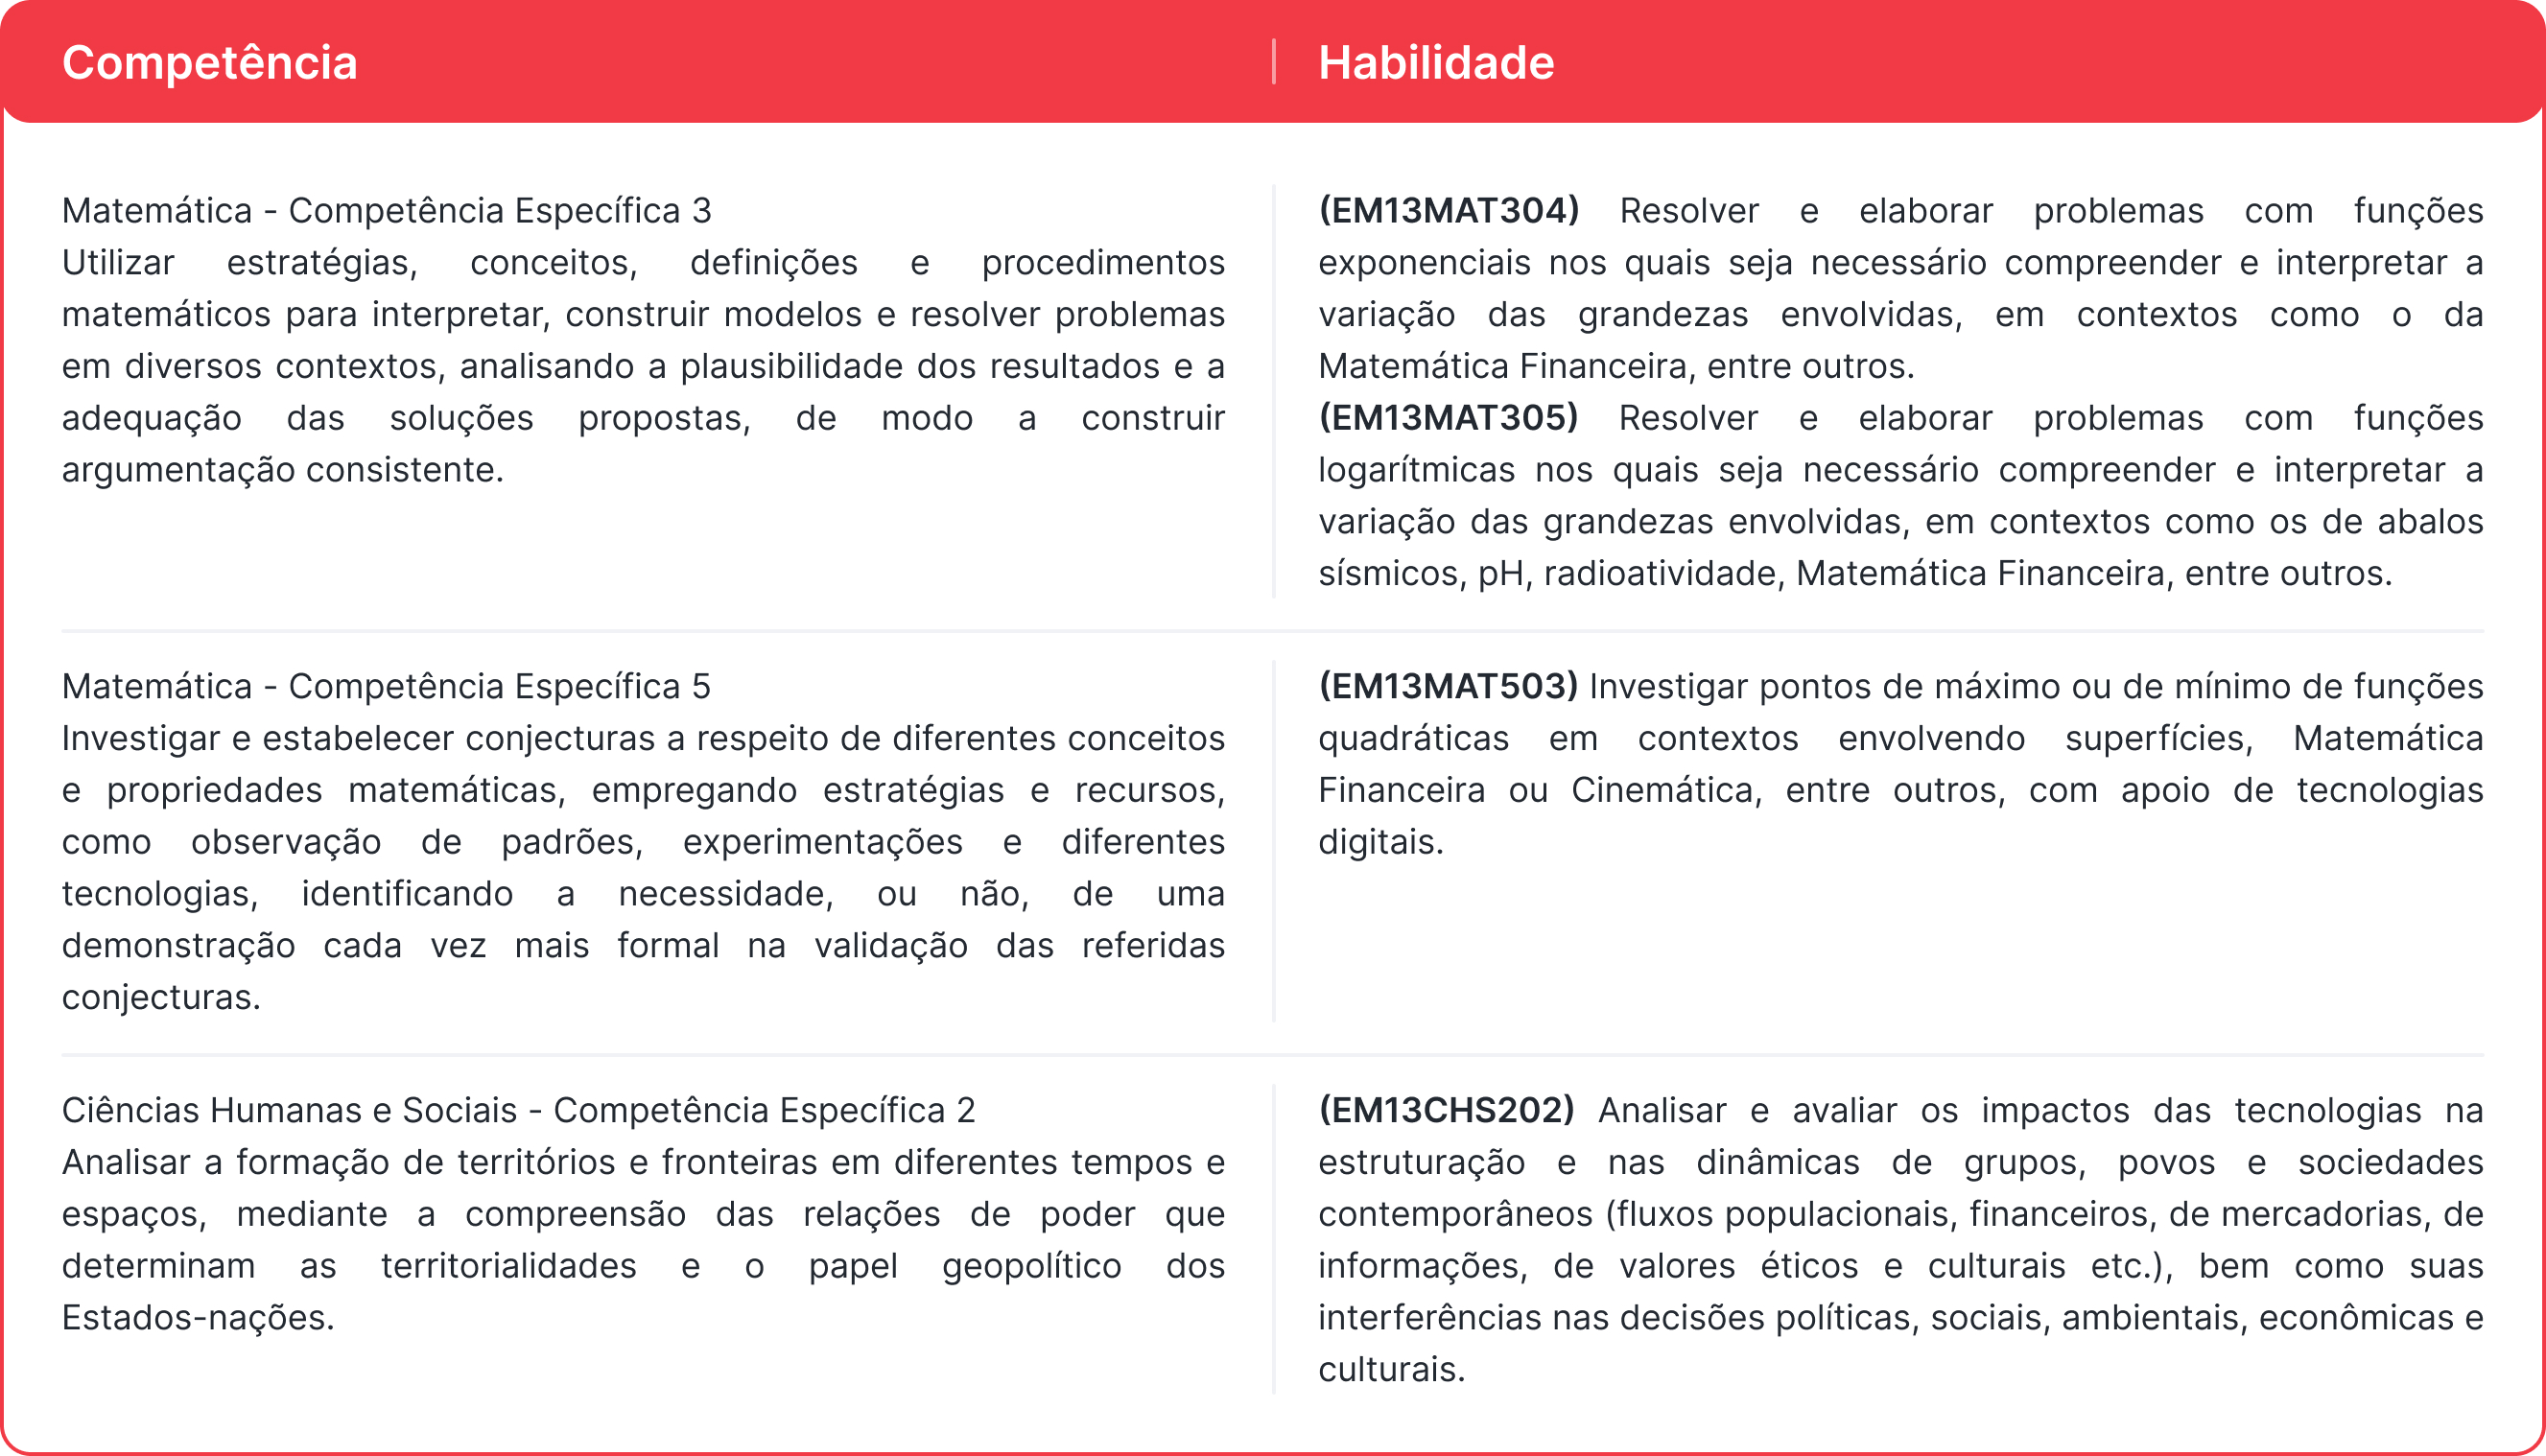 Competência
Habilidade
Matemática - Competência Específica 3
Utilizar estratégias, conceitos, definições e procedimentos
matemáticos para interpretar, construir modelos e resolver problemas
em diversos contextos, analisando a plausibilidade dos resultados e a
adequação das soluções propostas, de modo a construir
argumentação consistente.
(EM13MAT304) Resolver e elaborar problemas com funções
exponenciais nos quais seja necessário compreender e interpretar a
variação das grandezas envolvidas, em contextos como o da
Matemática Financeira, entre outros.
(EM13MAT305) Resolver e elaborar problemas com funções
logarítmicas nos quais seja necessário compreender e interpretar a
variação das grandezas envolvidas, em contextos como os de abalos
sísmicos, pH, radioatividade, Matemática Financeira, entre outros.
Matemática - Competência Específica 5
Investigar e estabelecer conjecturas a respeito de diferentes conceitos
e propriedades matemáticas, empregando estratégias e recursos,
como observação de padrões, experimentações e diferentes
tecnologias, identificando a necessidade, ou não, de uma
demonstração cada vez mais formal na validação das referidas
conjecturas.
(EM13MAT503) Investigar pontos de máximo ou de mínimo de funções
quadráticas em contextos envolvendo superfícies, Matemática
Financeira ou Cinemática, entre outros, com apoio de tecnologias
digitais.
Ciências Humanas e Sociais - Competência Específica 2
Analisar a formação de territórios e fronteiras em diferentes tempos e
espaços, mediante a compreensão das relações de poder que
determinam as territorialidades e o papel geopolítico dos
Estados-nações.
(EM13CHS202) Analisar e avaliar os impactos das tecnologias na
estruturação e nas dinâmicas de grupos, povos e sociedades
contemporâneos (fluxos populacionais, financeiros, de mercadorias, de
informações, de valores éticos e culturais etc.), bem como suas
interferências nas decisões políticas, sociais, ambientais, econômicas e
culturais.